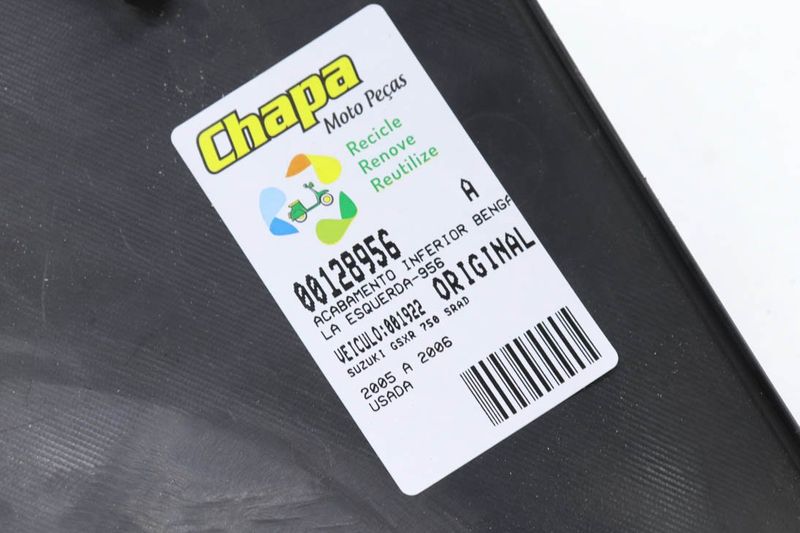 Chapa
Moto Peças
Recicle
Renove
Reutilize
A
00128956
ACABAMENTO INFERIOR BENGA
LA ESQUERDA-956
VEICULO:001922 ORIGINAL
SUZUKI GSXR 750 SRAD
2005 A 2006
USADA